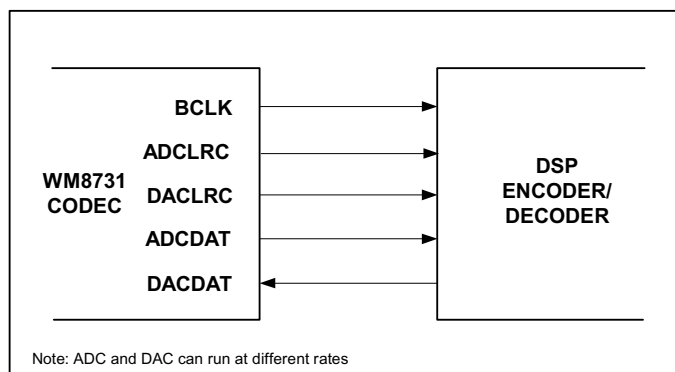 BCLK
ADCLRC
WM8731
CODEC
DACLRC
ADCDAT
DACDAT
DSP
ENCODER/
DECODER
Note: ADC and DAC can run at different rates